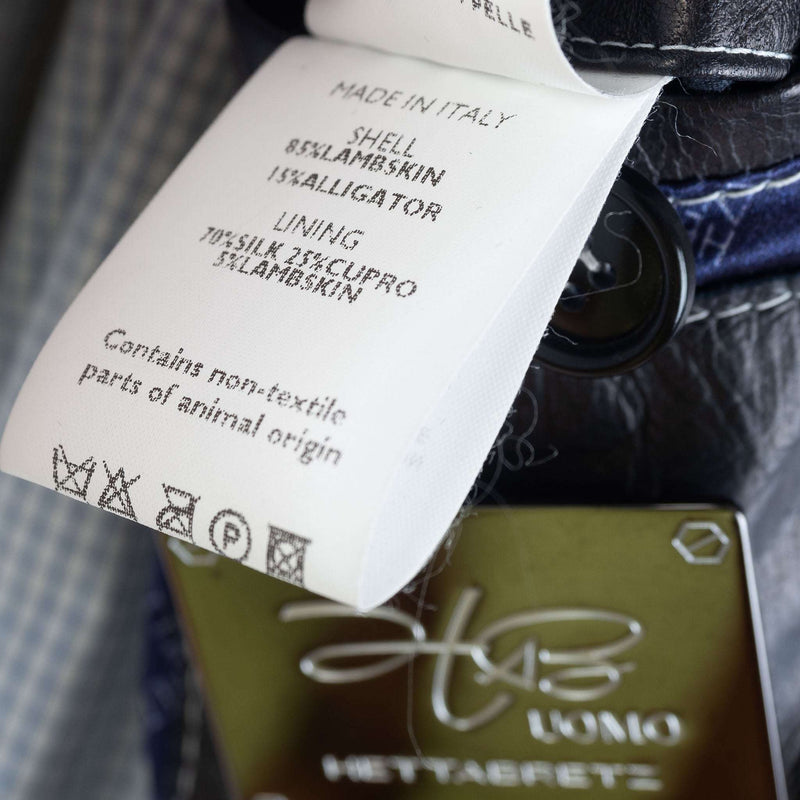 PELLE
MADE IN ITALY
SHELL
85%LAMBSKIN
15%ALLIGATOR
LINING
70%SILK 25%CUPRO
5%LAMBSKIN
Contains non-textile
parts of animal origin
P
UOMO
HETTABRETZ